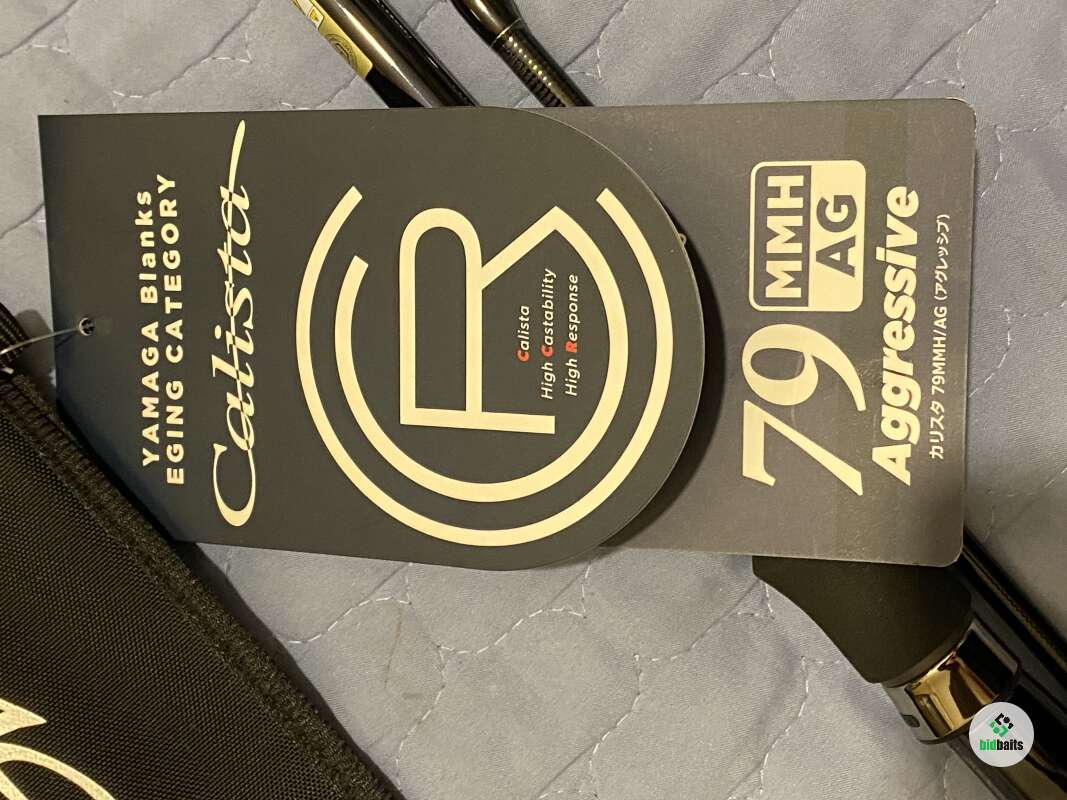 YAMAGA Blanks
EGING CATEGORY
Calista
R
Calista
High Castability
High Response
79 MMH
AG
Aggressive
カリスタ 79MMH/AG (アグレッシブ)
bidbaits